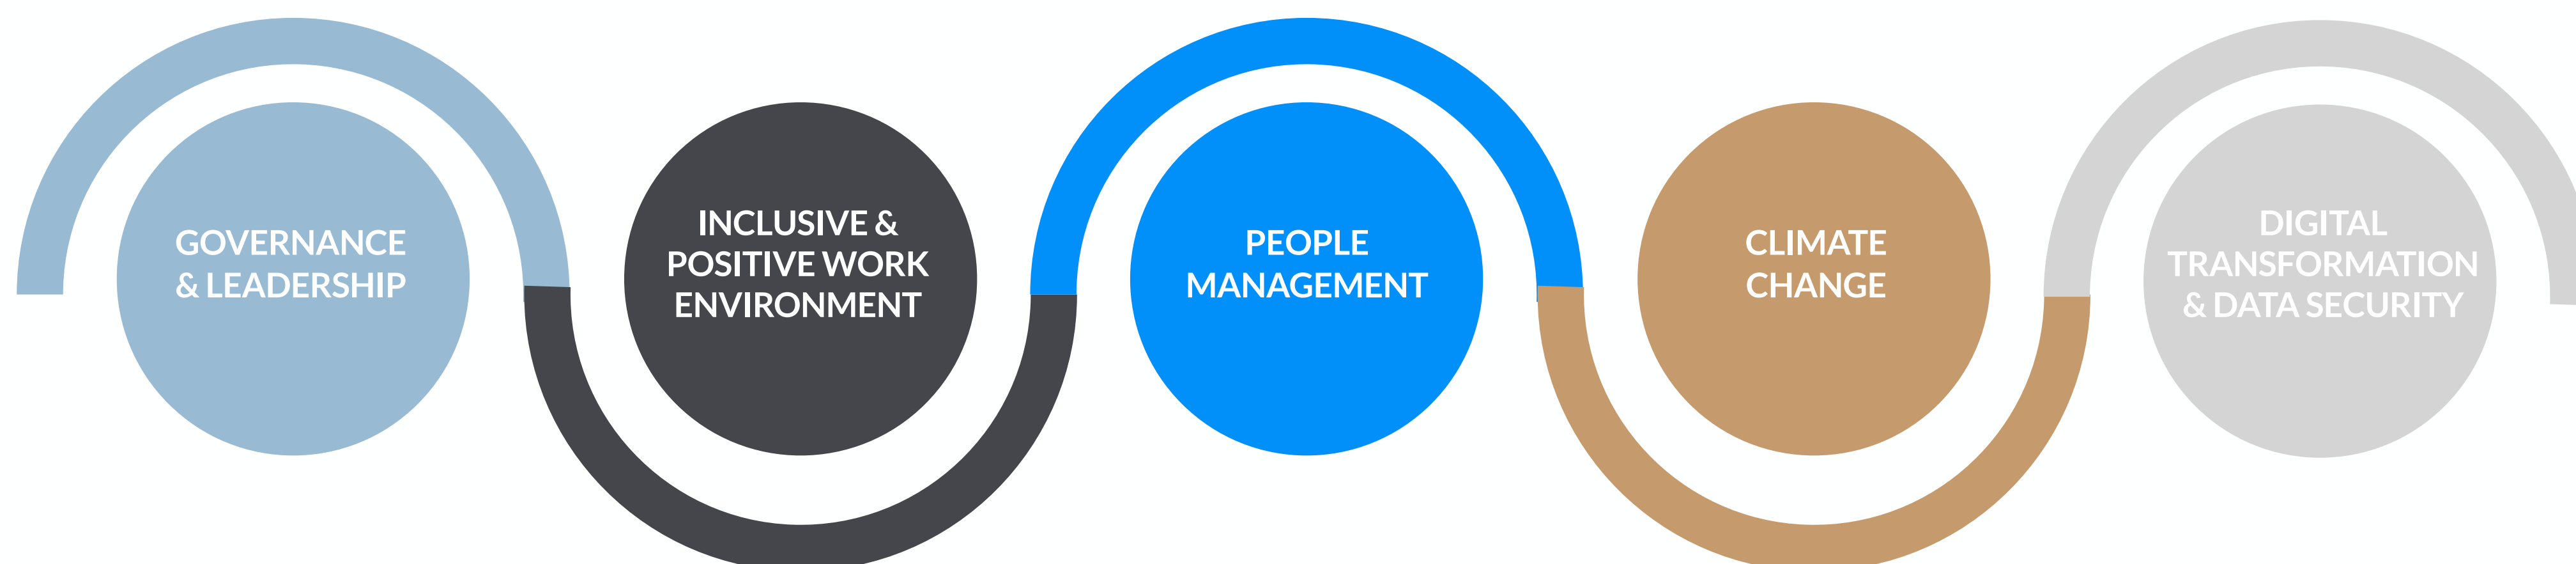 GOVERNANCE
& LEADERSHIP
INCLUSIVE &
POSITIVE WORK
ENVIRONMENT
PEOPLE
MANAGEMENT
CLIMATE
CHANGE
DIGITAL
TRANSFORMATION
& DATA SECURITY